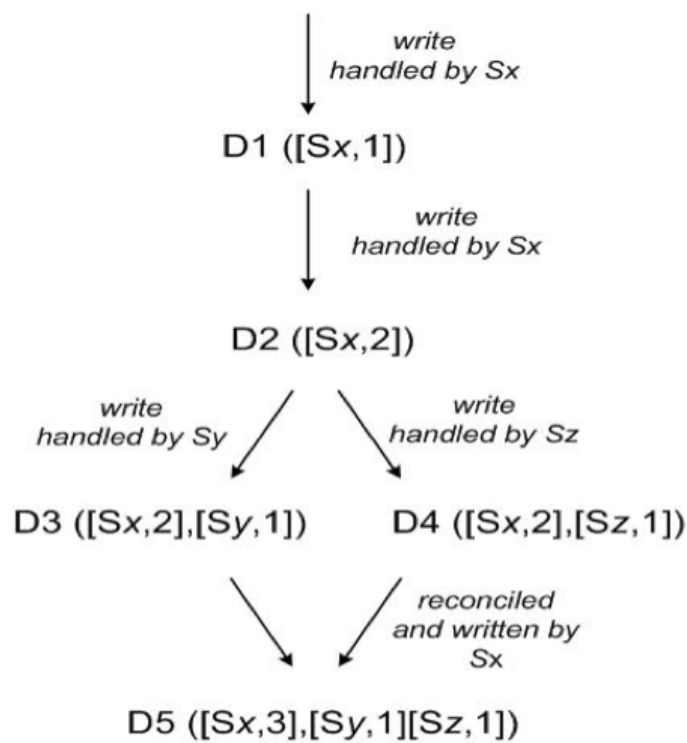 write
handled by Sx
D1 ([Sx,1])
write
handled by Sx
D2 ([Sx,2])
write
handled by Sy
write
handled by Sz
D3 ([Sx,2],[Sy,1])
D4 ([Sx,2],[Sz,1])
reconciled
and written by
Sx
D5 ([Sx,3],[Sy,1][Sz,1])